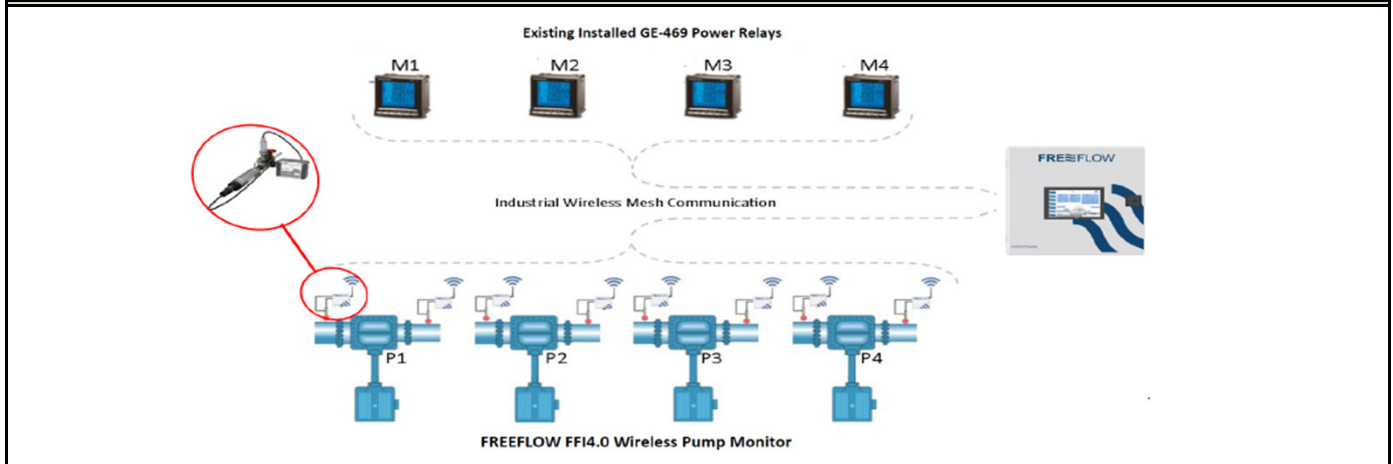 Existing Installed GE-469 Power Relays
M1 M2 M3 M4
FREEFLOW
Industrial Wireless Mesh Communication
P1 P2 P3 P4
FREEFLOW FFI4.0 Wireless Pump Monitor